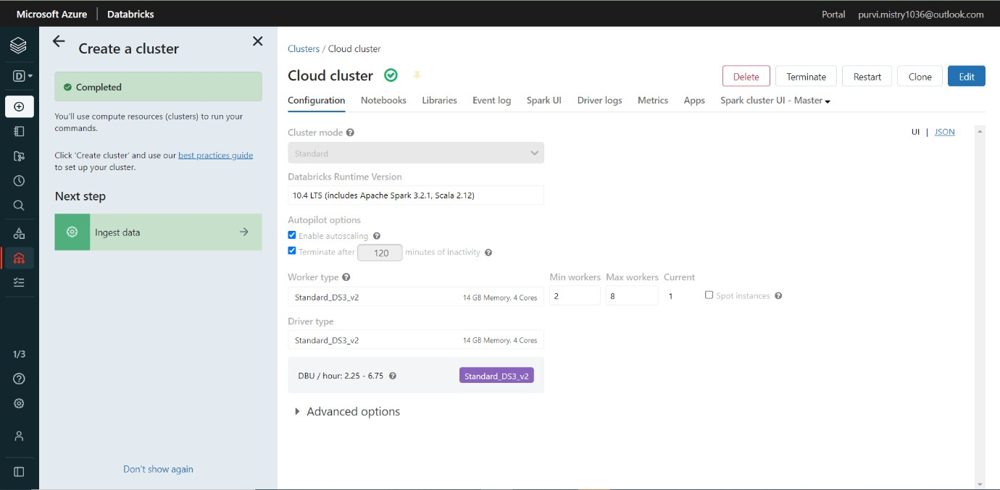 Microsoft Azure | Databricks
Portal purvi.mistry1036@outlook.com
D
Create a cluster
Completed
You'll use compute resources (clusters) to run your
commands.
Click 'Create cluster' and use our best practices guide
to set up your cluster.
Next step
Ingest data
1/3
Don't show again
Clusters / Cloud cluster
Cloud cluster
Delete Terminate Restart Clone Edit
Configuration Notebooks Libraries Event log Spark UI Driver logs Metrics Apps Spark cluster UI - Master
UI | JSON
Cluster mode
Standard
Databricks Runtime Version
10.4 LTS (includes Apache Spark 3.2.1, Scala 2.12)
Autopilot options
Enable autoscaling
Terminate after 120 minutes of inactivity
Worker type Min workers Max workers Current
Standard_DS3_v2 14 GB Memory, 4 Cores 2 8 1 Spot instances
Driver type
Standard_DS3_v2 14 GB Memory, 4 Cores
DBU / hour: 2.25 - 6.75 Standard_DS3_v2
Advanced options